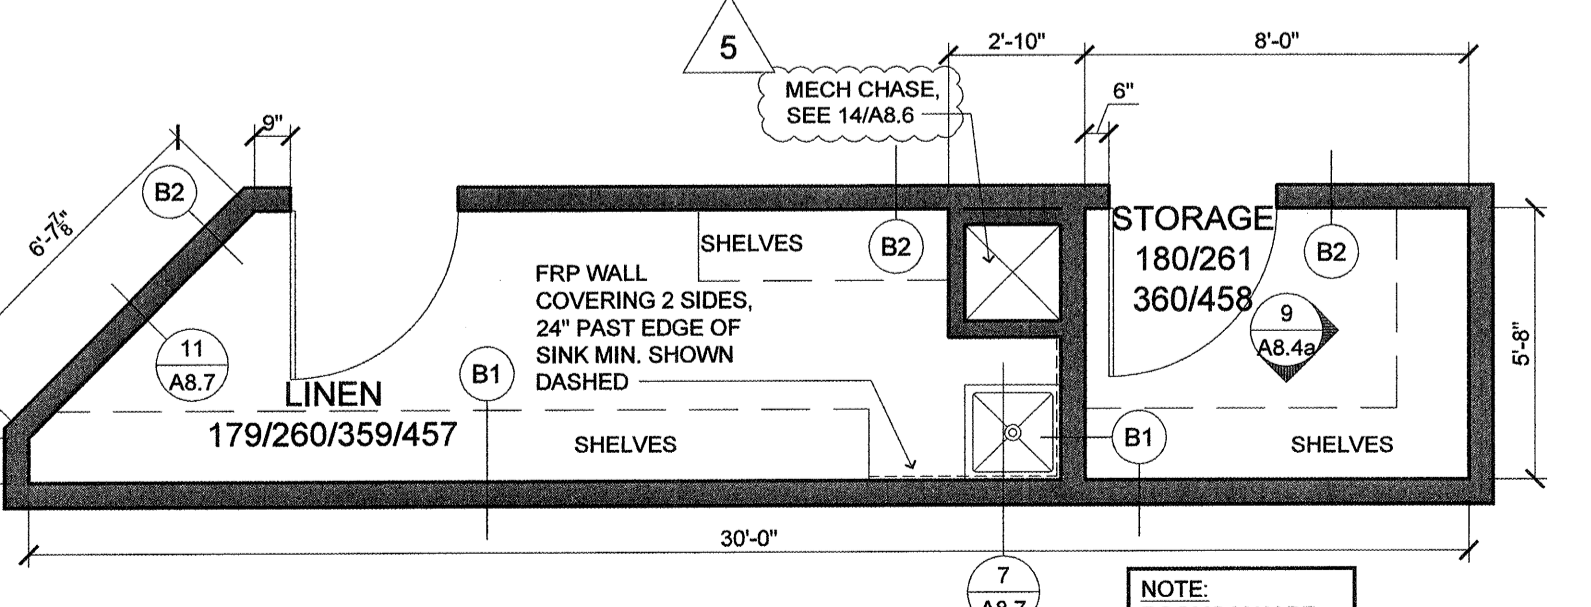 5
2'-10"
8'-0"
MECH CHASE,
SEE 14/A8.6
6"
9"
B2
6'-7 7/8"
STORAGE
180/261
360/458
SHELVES
B2
B2
FRP WALL
COVERING 2 SIDES,
24" PAST EDGE OF
SINK MIN. SHOWN
DASHED
9
A8.4a
5'-8"
11
A8.7
B1
LINEN
179/260/359/457
SHELVES
B1
SHELVES
30'-0"
7
A8.7
NOTE: